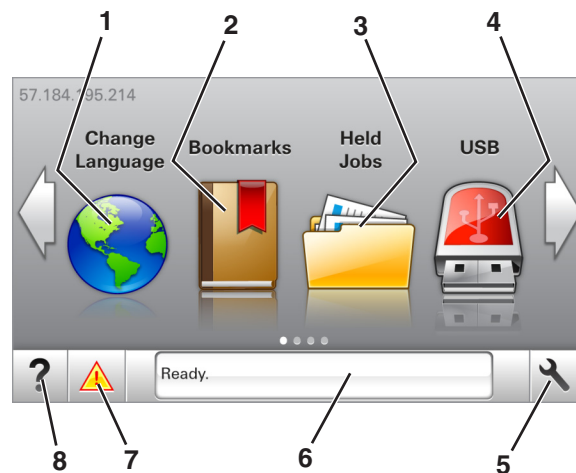 1 2 3 4
57.184.195.214
Change
Language
Bookmarks
Held
Jobs
USB
?
Ready.
8 7 6 5